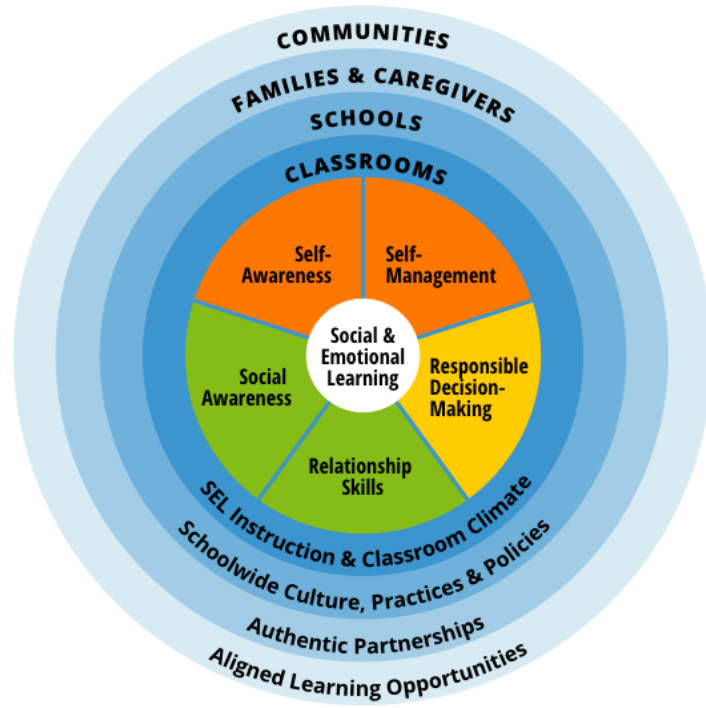 COMMUNITIES
FAMILIES & CAREGIVERS
SCHOOLS
CLASSROOMS
Self-
Awareness
Self-
Management
Social &
Emotional
Learning
Social
Awareness
Responsible
Decision-
Making
Relationship
Skills
SEL Instruction & Classroom Climate
Schoolwide Culture, Practices & Policies
Authentic Partnerships
Aligned Learning Opportunities